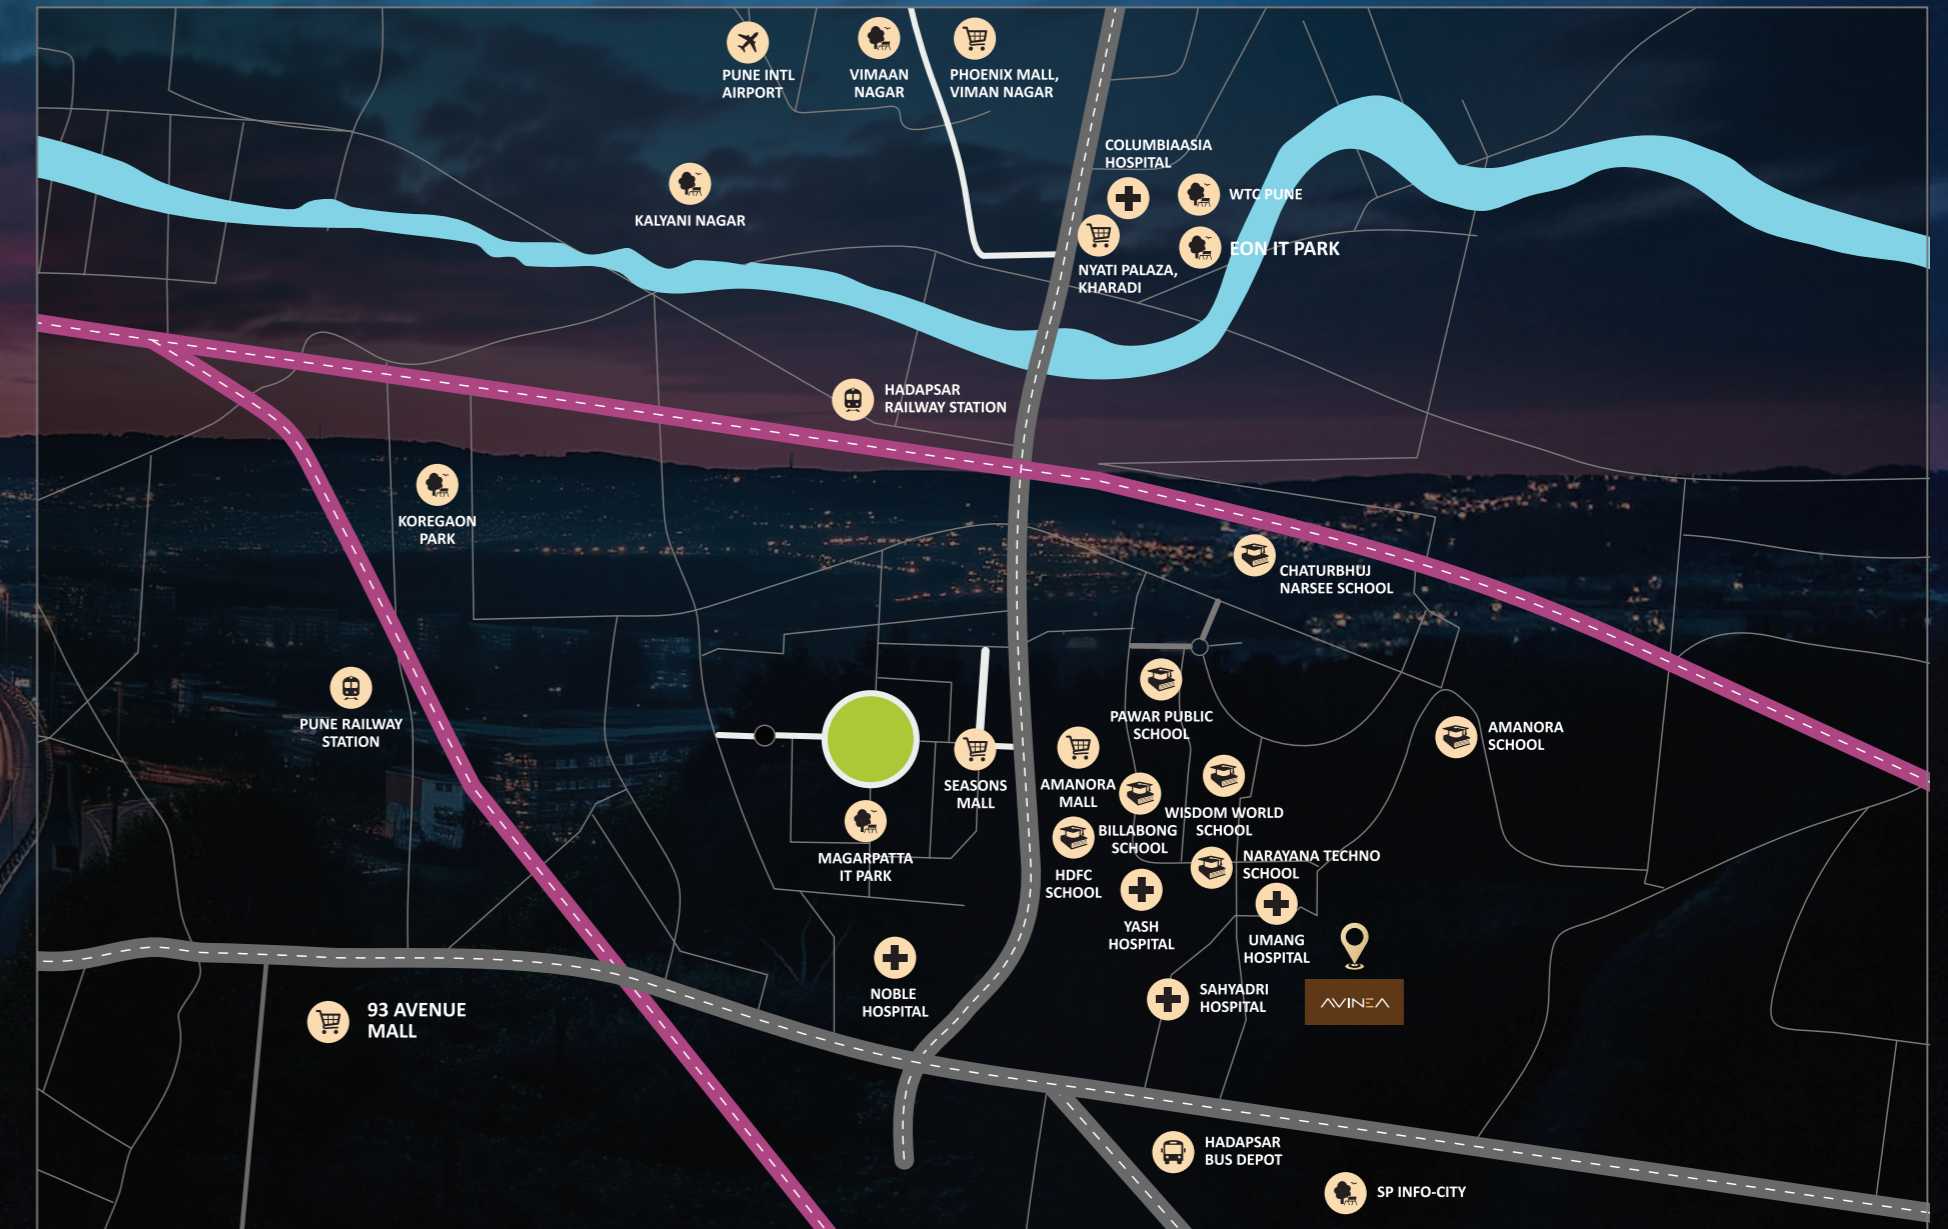 PUNE INTL
AIRPORT
VIMAAN
NAGAR
PHOENIX MALL,
VIMAN NAGAR
COLUMBIAASIA
HOSPITAL
WTC PUNE
KALYANI NAGAR
EON IT PARK
NYATI PALAZA,
KHARADI
HADAPSAR
RAILWAY STATION
KOREGAON
PARK
CHATURBHUJ
NARSEE SCHOOL
PUNE RAILWAY
STATION
PAWAR PUBLIC
SCHOOL
AMANORA
SCHOOL
SEASONS
MALL
AMANORA
MALL
WISDOM WORLD
SCHOOL
BILLABONG
SCHOOL
MAGARPATTA
IT PARK
NARAYANA TECHNO
SCHOOL
HDFC
SCHOOL
YASH
HOSPITAL
UMANG
HOSPITAL
NOBLE
HOSPITAL
SAHYADRI
HOSPITAL
AVINEA
93 AVENUE
MALL
HADAPSAR
BUS DEPOT
SP INFO-CITY